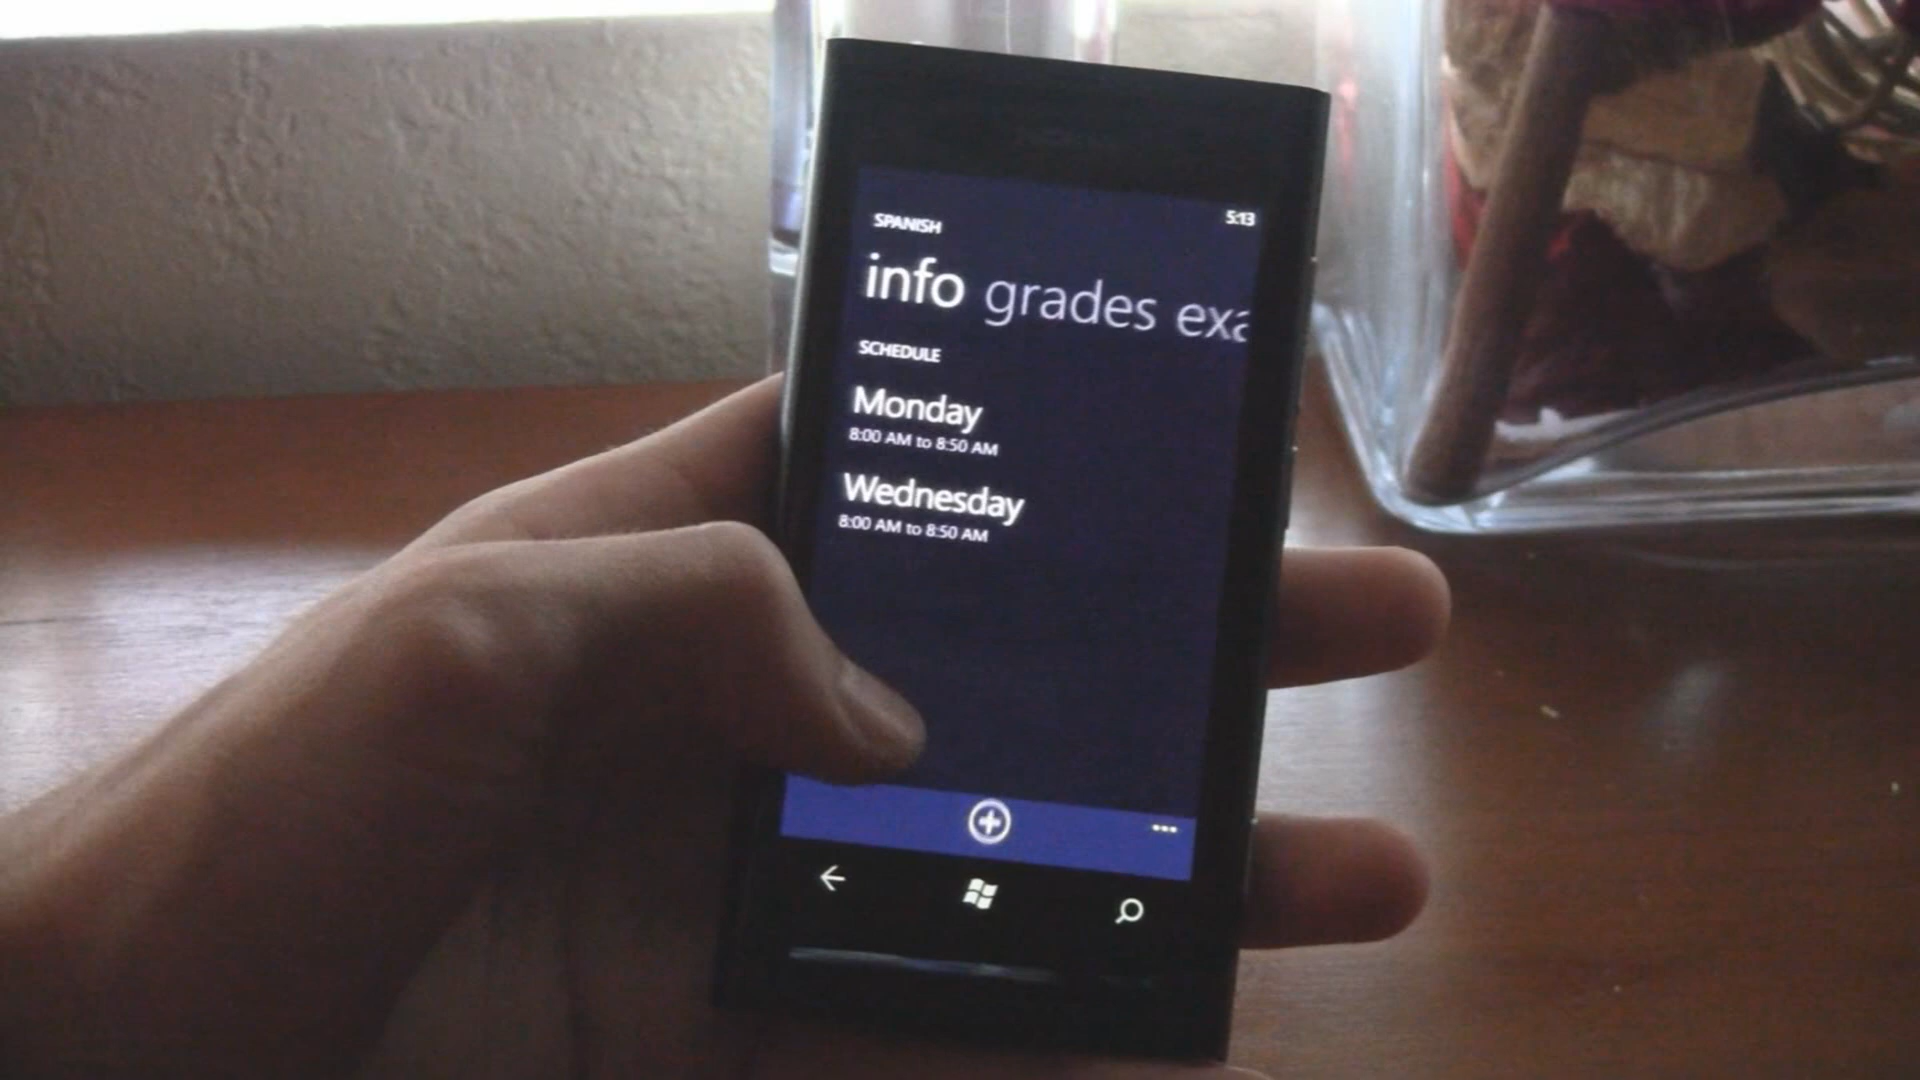 SPANISH
5:13
info grades exa
SCHEDULE
Monday
8:00 AM to 8:50 AM
Wednesday
8:00 AM to 8:50 AM